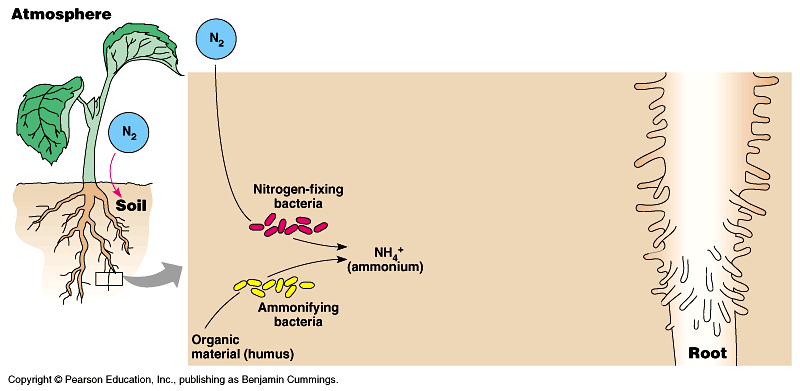 Atmosphere
N2
N2
Soil
Nitrogen-fixing
bacteria
NH4+
(ammonium)
Ammonifying
bacteria
Organic
material (humus)
Root
Copyright © Pearson Education, Inc., publishing as Benjamin Cummings.